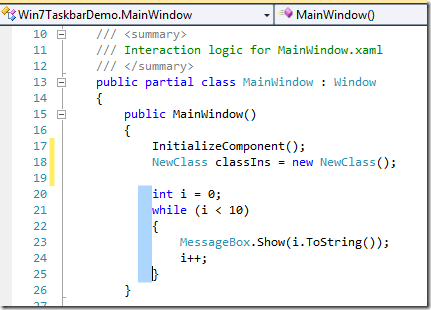 Win7TaskbarDemo.MainWindow MainWindow()
10 /// <summary>
11 /// Interaction logic for MainWindow.xaml
12 /// </summary>
13 public partial class MainWindow : Window
14 {
15 public MainWindow()
16 {
17 InitializeComponent();
18 NewClass classIns = new NewClass();
19
20 int i = 0;
21 while (i < 10)
22 {
23 MessageBox.Show(i.ToString());
24 i++;
25 }
26 }
27